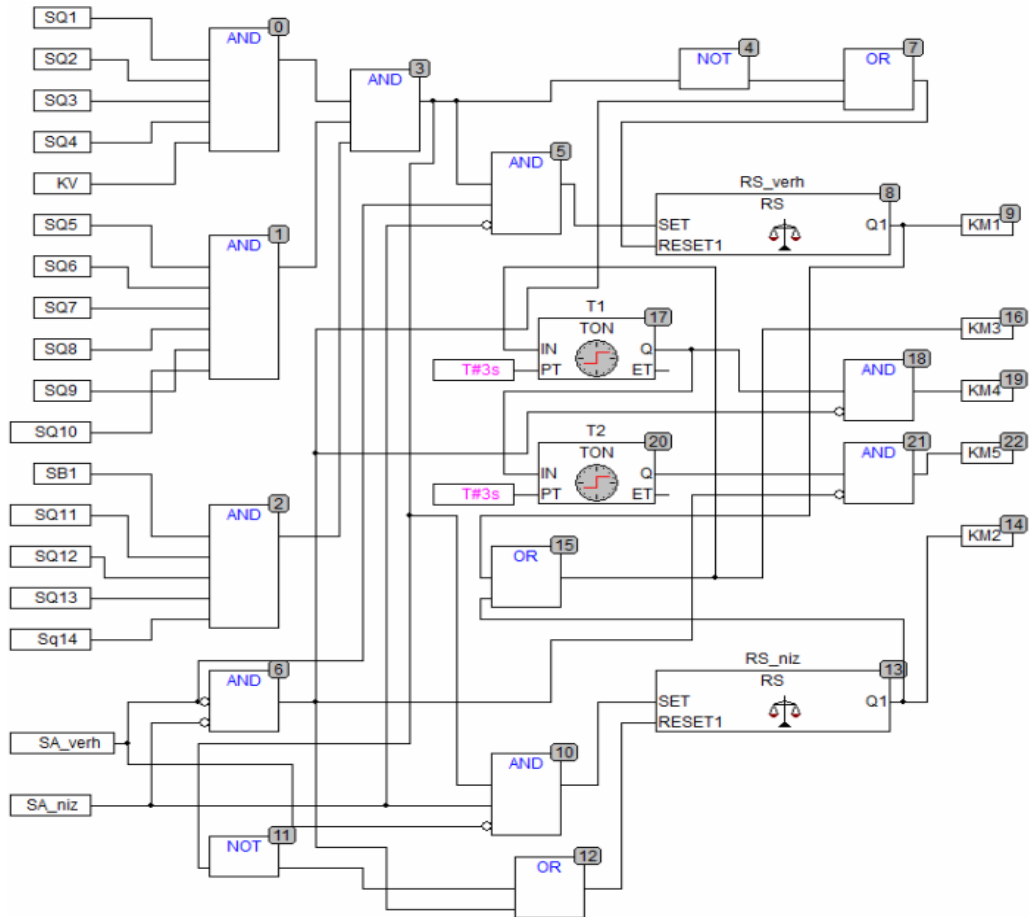 SQ1
SQ2
SQ3
SQ4
KV
SQ5
SQ6
SQ7
SQ8
SQ9
SQ10
SB1
SQ11
SQ12
SQ13
Sq14
SA_verh
SA_niz
AND 0
AND 1
AND 2
AND 6
NOT 11
AND 3
NOT 4
OR 7
AND 5
RS_verh
RS 8
SET Q1
RESET1
KM1 9
T1
TON 17
IN Q
T#3s PT ET
KM3 16
AND 18
KM4 19
T2
TON 20
IN Q
T#3s PT ET
AND 21
KM5 22
OR 15
KM2 14
RS_niz
RS 13
SET Q1
RESET1
AND 10
OR 12